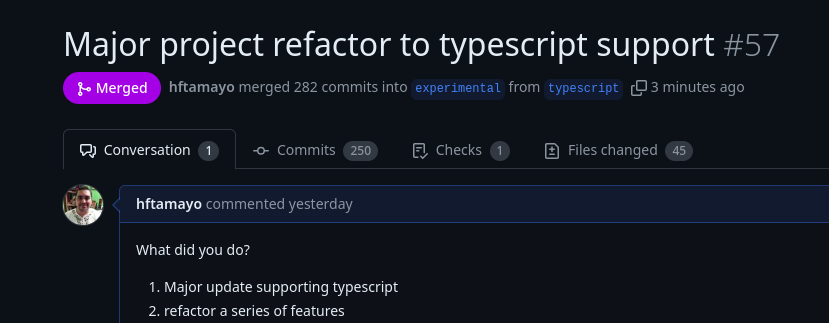 Major project refactor to typescript support #57
Merged hftamayo merged 282 commits into experimental from typescript 3 minutes ago
Conversation 1 Commits 250 Checks 1 Files changed 45
hftamayo commented yesterday
What did you do?
1. Major update supporting typescript
2. refactor a series of features